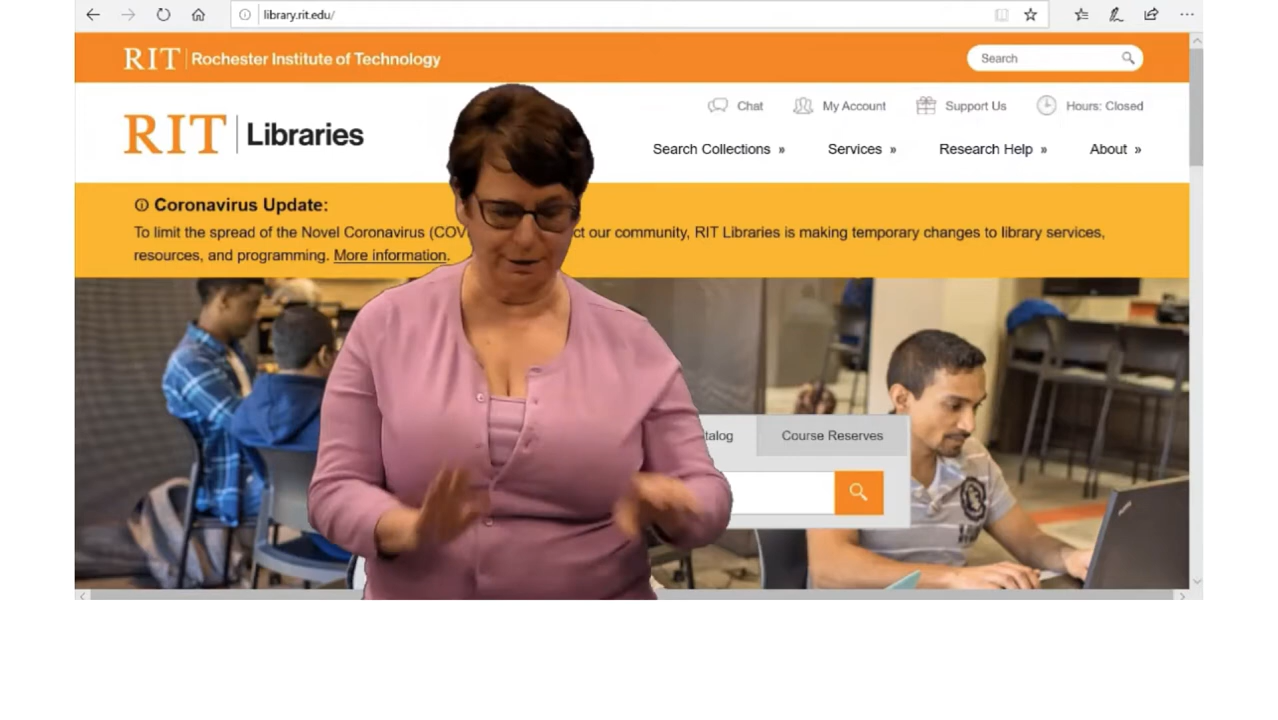 library.rit.edu/
RIT | Rochester Institute of Technology
Search
Chat My Account Support Us Hours: Closed
RIT | Libraries
Search Collections » Services » Research Help » About »
Coronavirus Update:
To limit the spread of the Novel Coronavirus (COV ct our community, RIT Libraries is making temporary changes to library services,
resources, and programming. More information.
talog Course Reserves